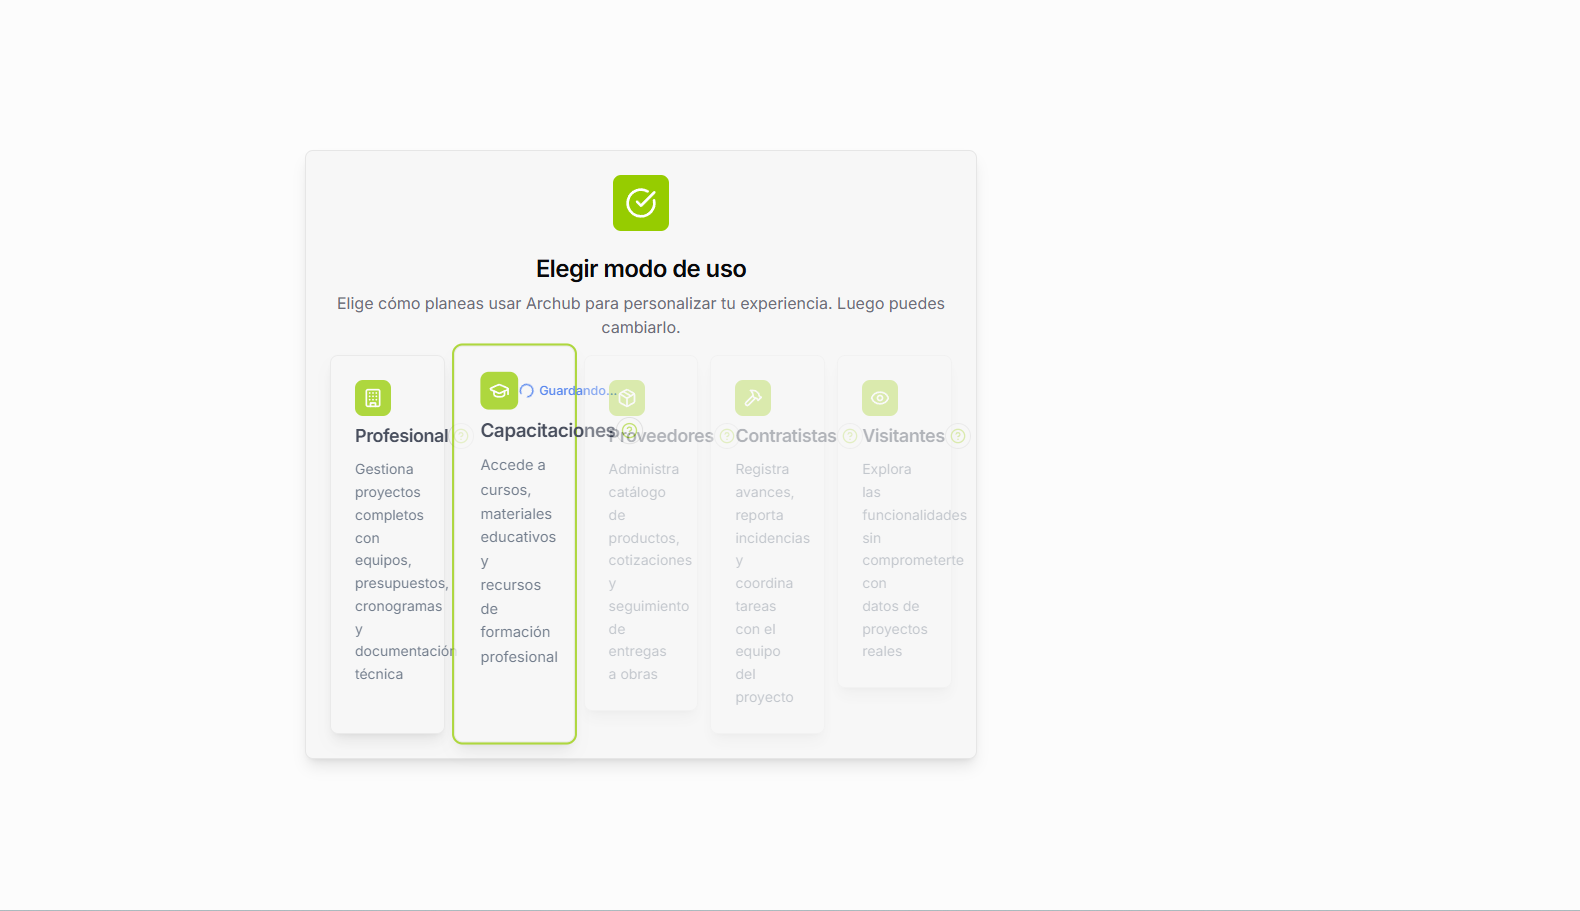 Elegir modo de uso
Elige cómo planeas usar Archub para personalizar tu experiencia. Luego puedes
cambiarlo.
Profesional
Gestiona
proyectos
completos
con
equipos,
presupuestos,
cronogramas
y
documentación
técnica
Guardando...
Capacitaciones
Accede a
cursos,
materiales
educativos
y
recursos
de
formación
profesional
Proveedores
Administra
catálogo
de
productos,
cotizaciones
y
seguimiento
de
entregas
a obras
Contratistas
Registra
avances,
reporta
incidencias
y
coordina
tareas
con el
equipo
del
proyecto
Visitantes
Explora
las
funcionalidades
sin
comprometerte
con
datos de
proyectos
reales